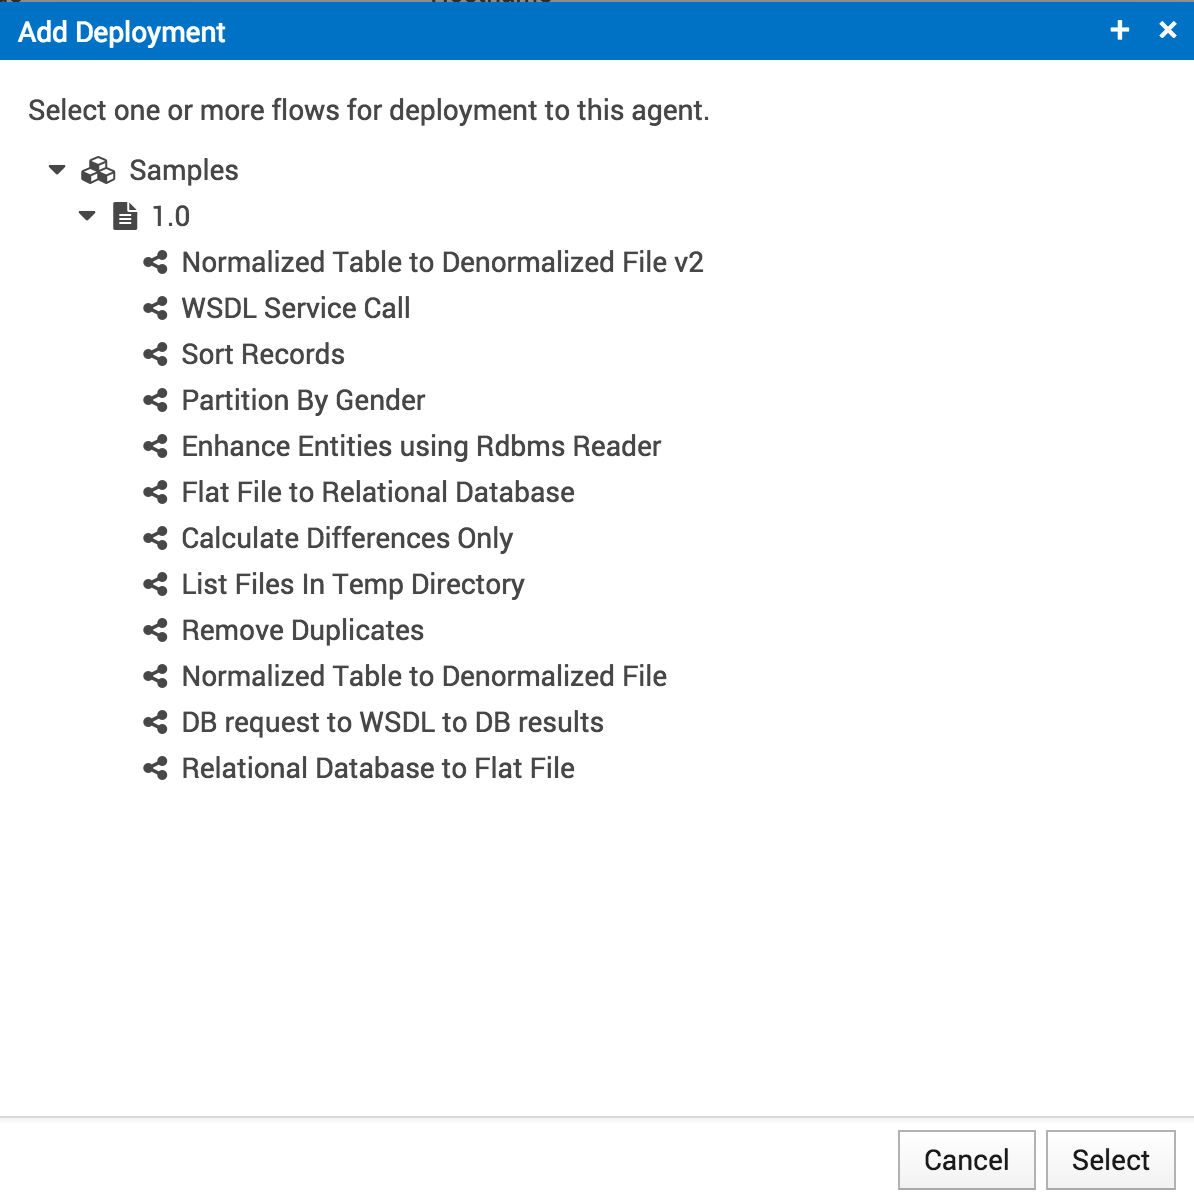 Add Deployment
Select one or more flows for deployment to this agent.
Samples
1.0
Normalized Table to Denormalized File v2
WSDL Service Call
Sort Records
Partition By Gender
Enhance Entities using Rdbms Reader
Flat File to Relational Database
Calculate Differences Only
List Files In Temp Directory
Remove Duplicates
Normalized Table to Denormalized File
DB request to WSDL to DB results
Relational Database to Flat File
Cancel Select